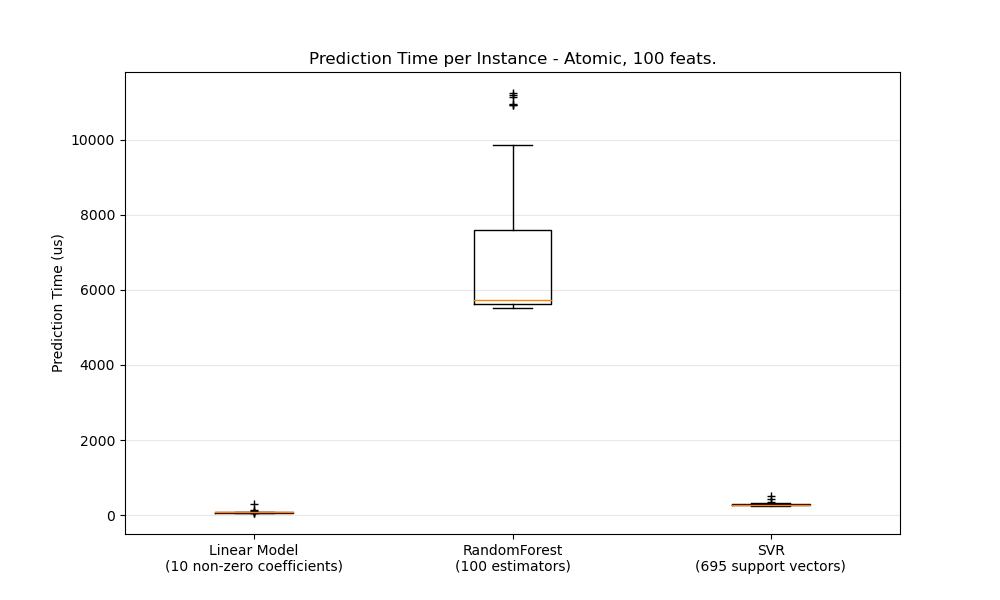 Prediction Time per Instance - Atomic, 100 feats.
Prediction Time (us)
10000
8000
6000
4000
2000
0
Linear Model
(10 non-zero coefficients)
RandomForest
(100 estimators)
SVR
(695 support vectors)